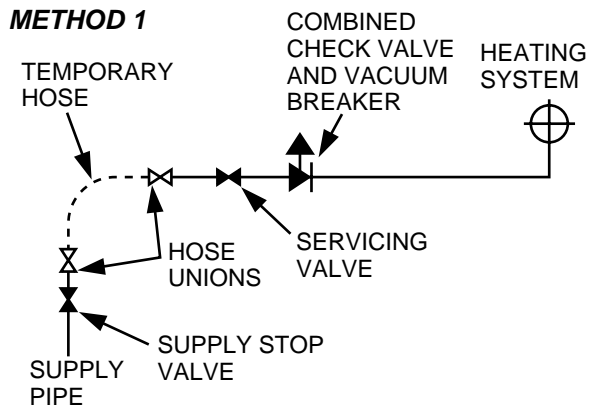 METHOD 1
TEMPORARY
HOSE
COMBINED
CHECK VALVE
AND VACUUM
BREAKER
HEATING
SYSTEM
HOSE
UNIONS
SERVICING
VALVE
SUPPLY STOP
VALVE
SUPPLY
PIPE